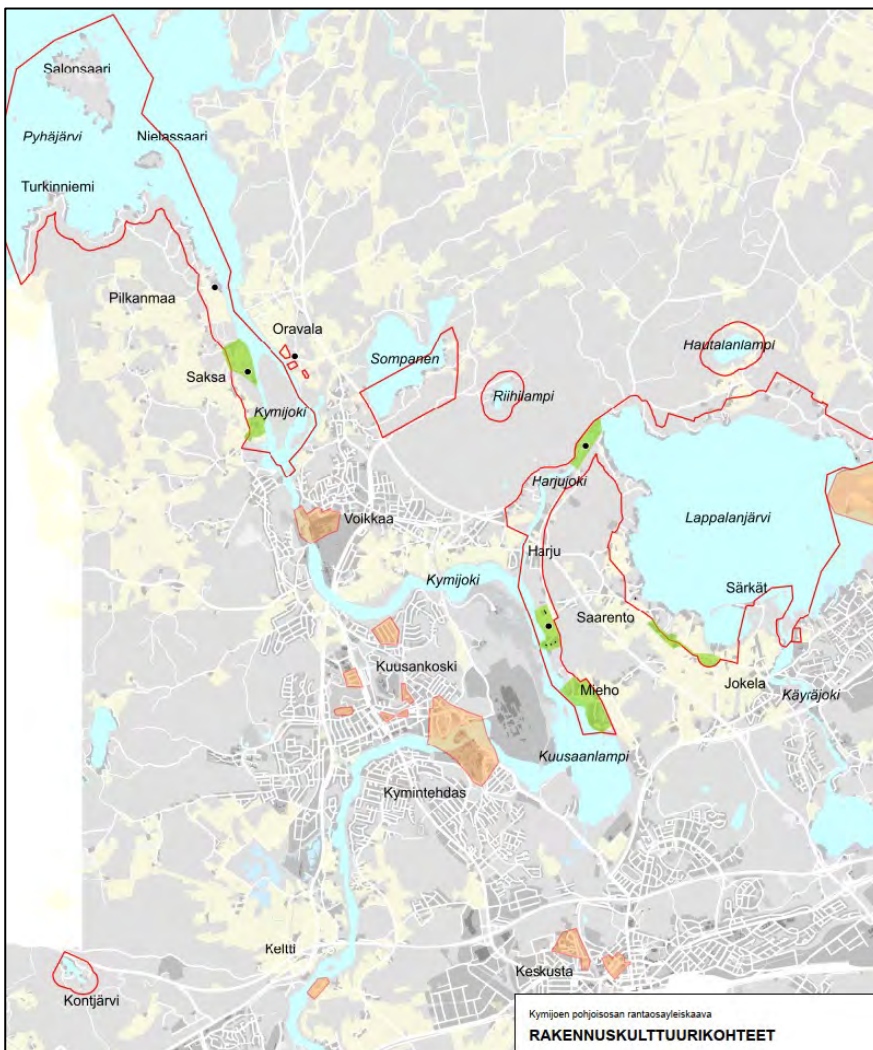 Salonsaari
Pyhäjärvi
Nielassaari
Turkinniemi
Pilkanmaa
Oravala
Sompanen
Hautalanlampi
Saksa
Riihilampi
Kymijoki
Harjujoki
Voikkaa
Lappalanjärvi
Harju
Kymijoki
Särkät
Saarento
Kuusankoski
Mieho
Jokela
Käyräjoki
Kuusaanlampi
Kymintehdas
Keltti
Keskusta
Kontjärvi
Kymijoen pohjoisosan rantaosayleiskaava
RAKENNUSKULTTUURIKOHTEET